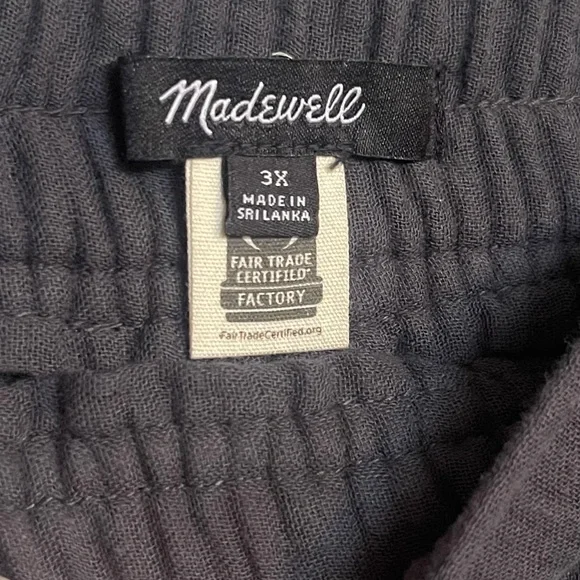 Madewell
3X
MADE IN
SRI LANKA
FAIR TRADE
CERTIFIED
FACTORY
FairTradeCertified.org